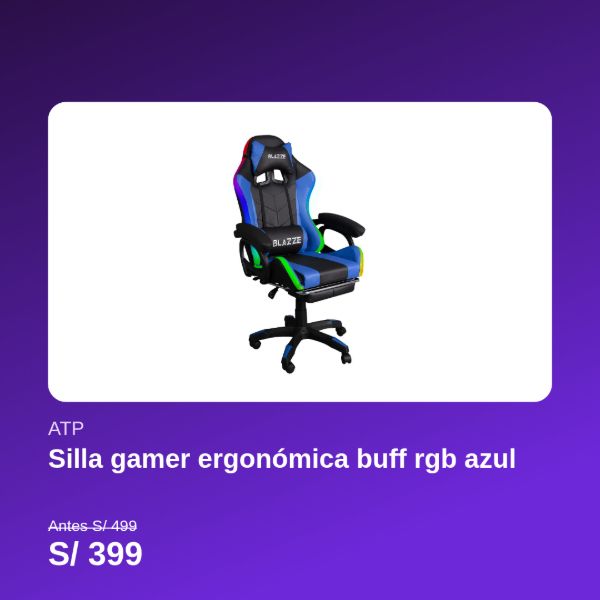 BLAZZE
BLAZZE
ATP
Silla gamer ergonómica buff rgb azul
Antes S/ 499
S/ 399